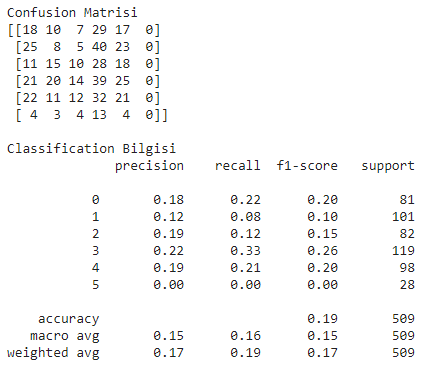 Confusion Matrisi
[[18 10  7 29 17  0]
 [25  8  5 40 23  0]
 [11 15 10 28 18  0]
 [21 20 14 39 25  0]
 [22 11 12 32 21  0]
 [ 4  3  4 13  4  0]]
Classification Bilgisi
precision    recall  f1-score   support
0       0.18      0.22      0.20        81
1       0.12      0.08      0.10       101
2       0.19      0.12      0.15        82
3       0.22      0.33      0.26       119
4       0.19      0.21      0.20        98
5       0.00      0.00      0.00        28
accuracy                           0.19       509
macro avg       0.15      0.16      0.15       509
weighted avg       0.17      0.19      0.17       509